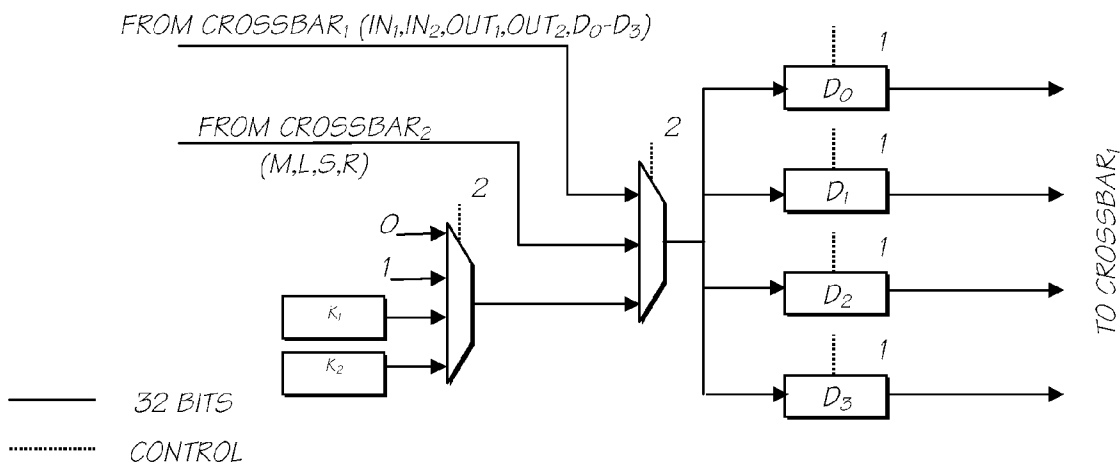 FROM CROSSBAR₁ (IN₁,IN₂,OUT₁,OUT₂,D₀-D₃)
FROM CROSSBAR₂
(M,L,S,R)
2
2
0
1
K₁
K₂
1
D₀
1
D₁
1
D₂
1
D₃
TO CROSSBAR₁
32 BITS
CONTROL